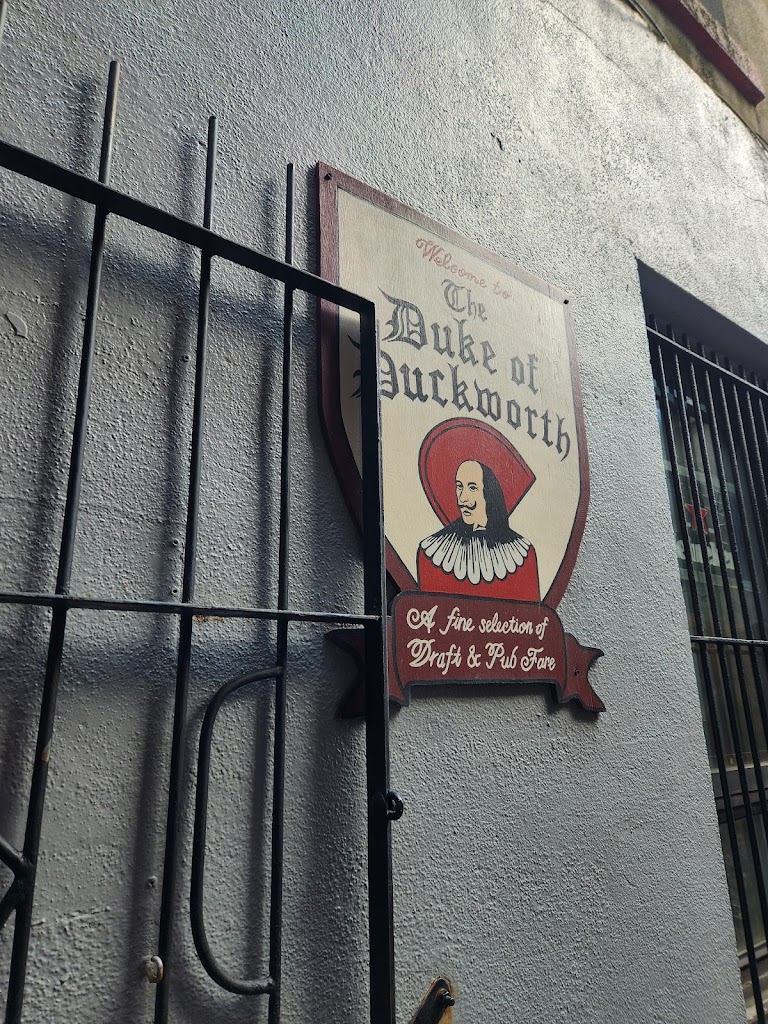 Welcome to
The
Duke of
Duckworth
A fine selection of
Draft & Pub Fare